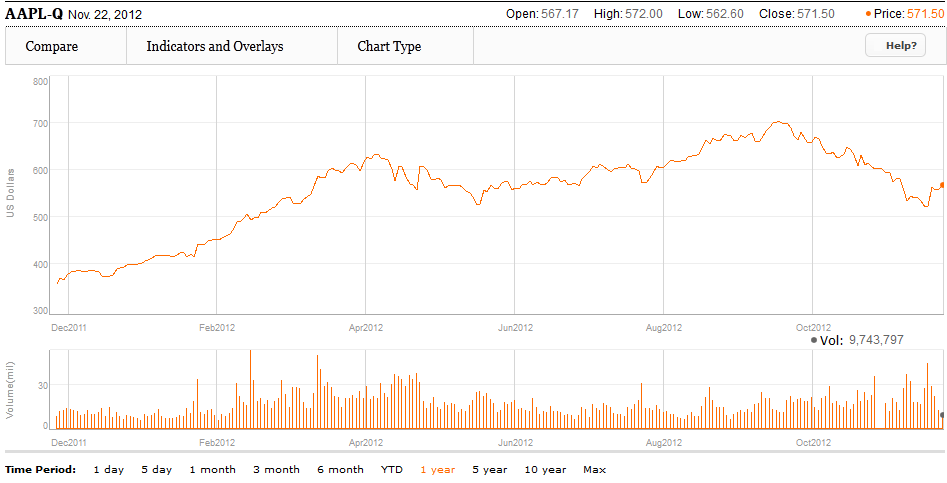 AAPL-Q Nov. 22, 2012 Open: 567.17 High: 572.00 Low: 562.60 Close: 571.50 Price: 571.50
Compare Indicators and Overlays Chart Type Help?
800
700
600
500
400
300
US Dollars
Dec2011 Feb2012 Apr2012 Jun2012 Aug2012 Oct2012
Vol: 9,743,797
30
0
Volume(mil)
Dec2011 Feb2012 Apr2012 Jun2012 Aug2012 Oct2012
Time Period: 1 day 5 day 1 month 3 month 6 month YTD 1 year 5 year 10 year Max